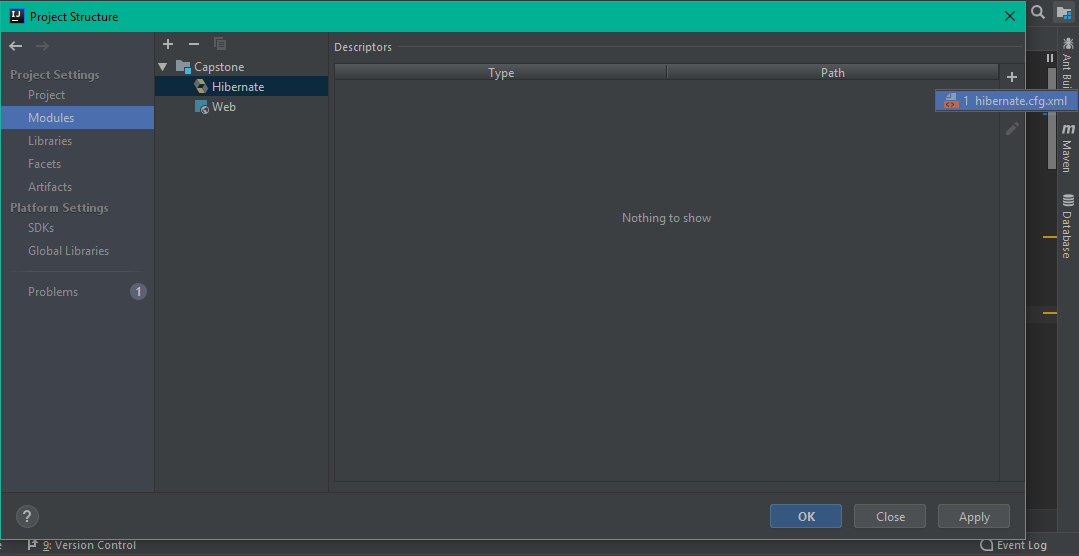 IJ Project Structure
Project Settings
Project
Modules
Libraries
Facets
Artifacts
Platform Settings
SDKs
Global Libraries
Problems 1
Capstone
Hibernate
Web
Descriptors
Type Path
1 hibernate.cfg.xml
Nothing to show
? OK Close Apply
9: Version Control
Event Log
Ant Bui
m Maven
Database